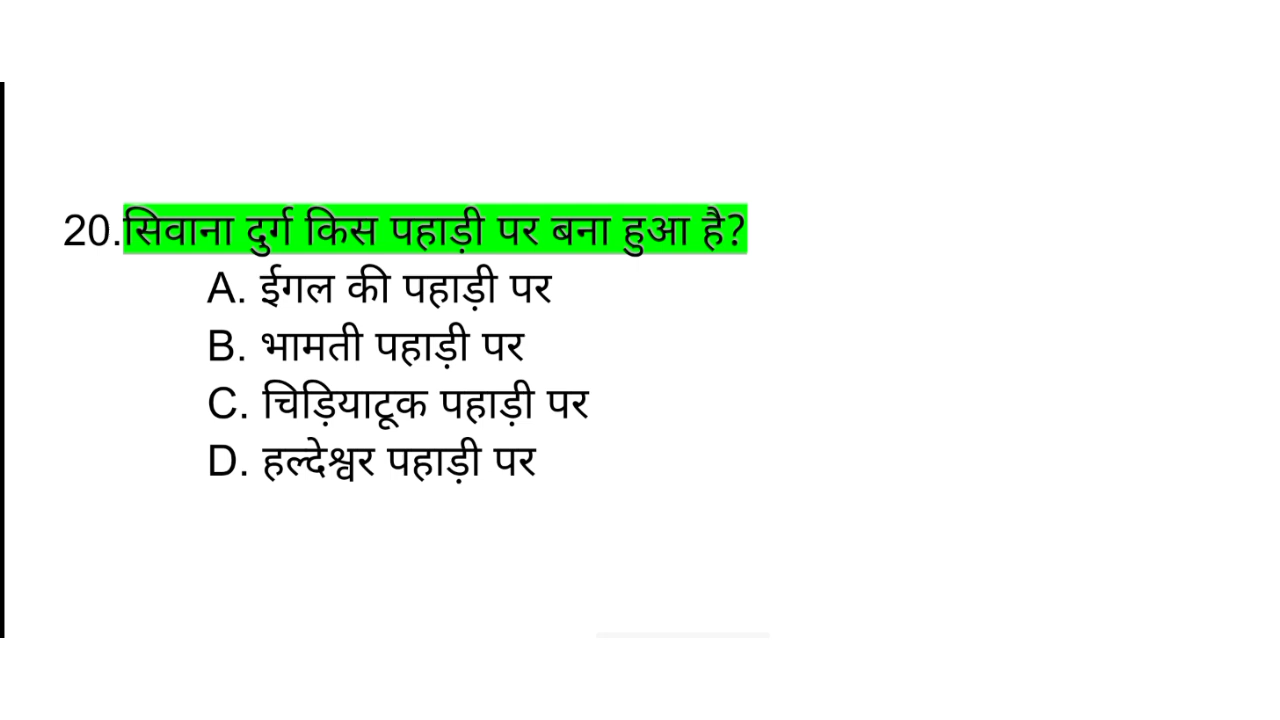 20.सिवाना दुर्ग किस पहाड़ी पर बना हुआ है?
A. ईगल की पहाड़ी पर
B. भामती पहाड़ी पर
C. चिड़ियाटूक पहाड़ी पर
D. हल्देश्वर पहाड़ी पर